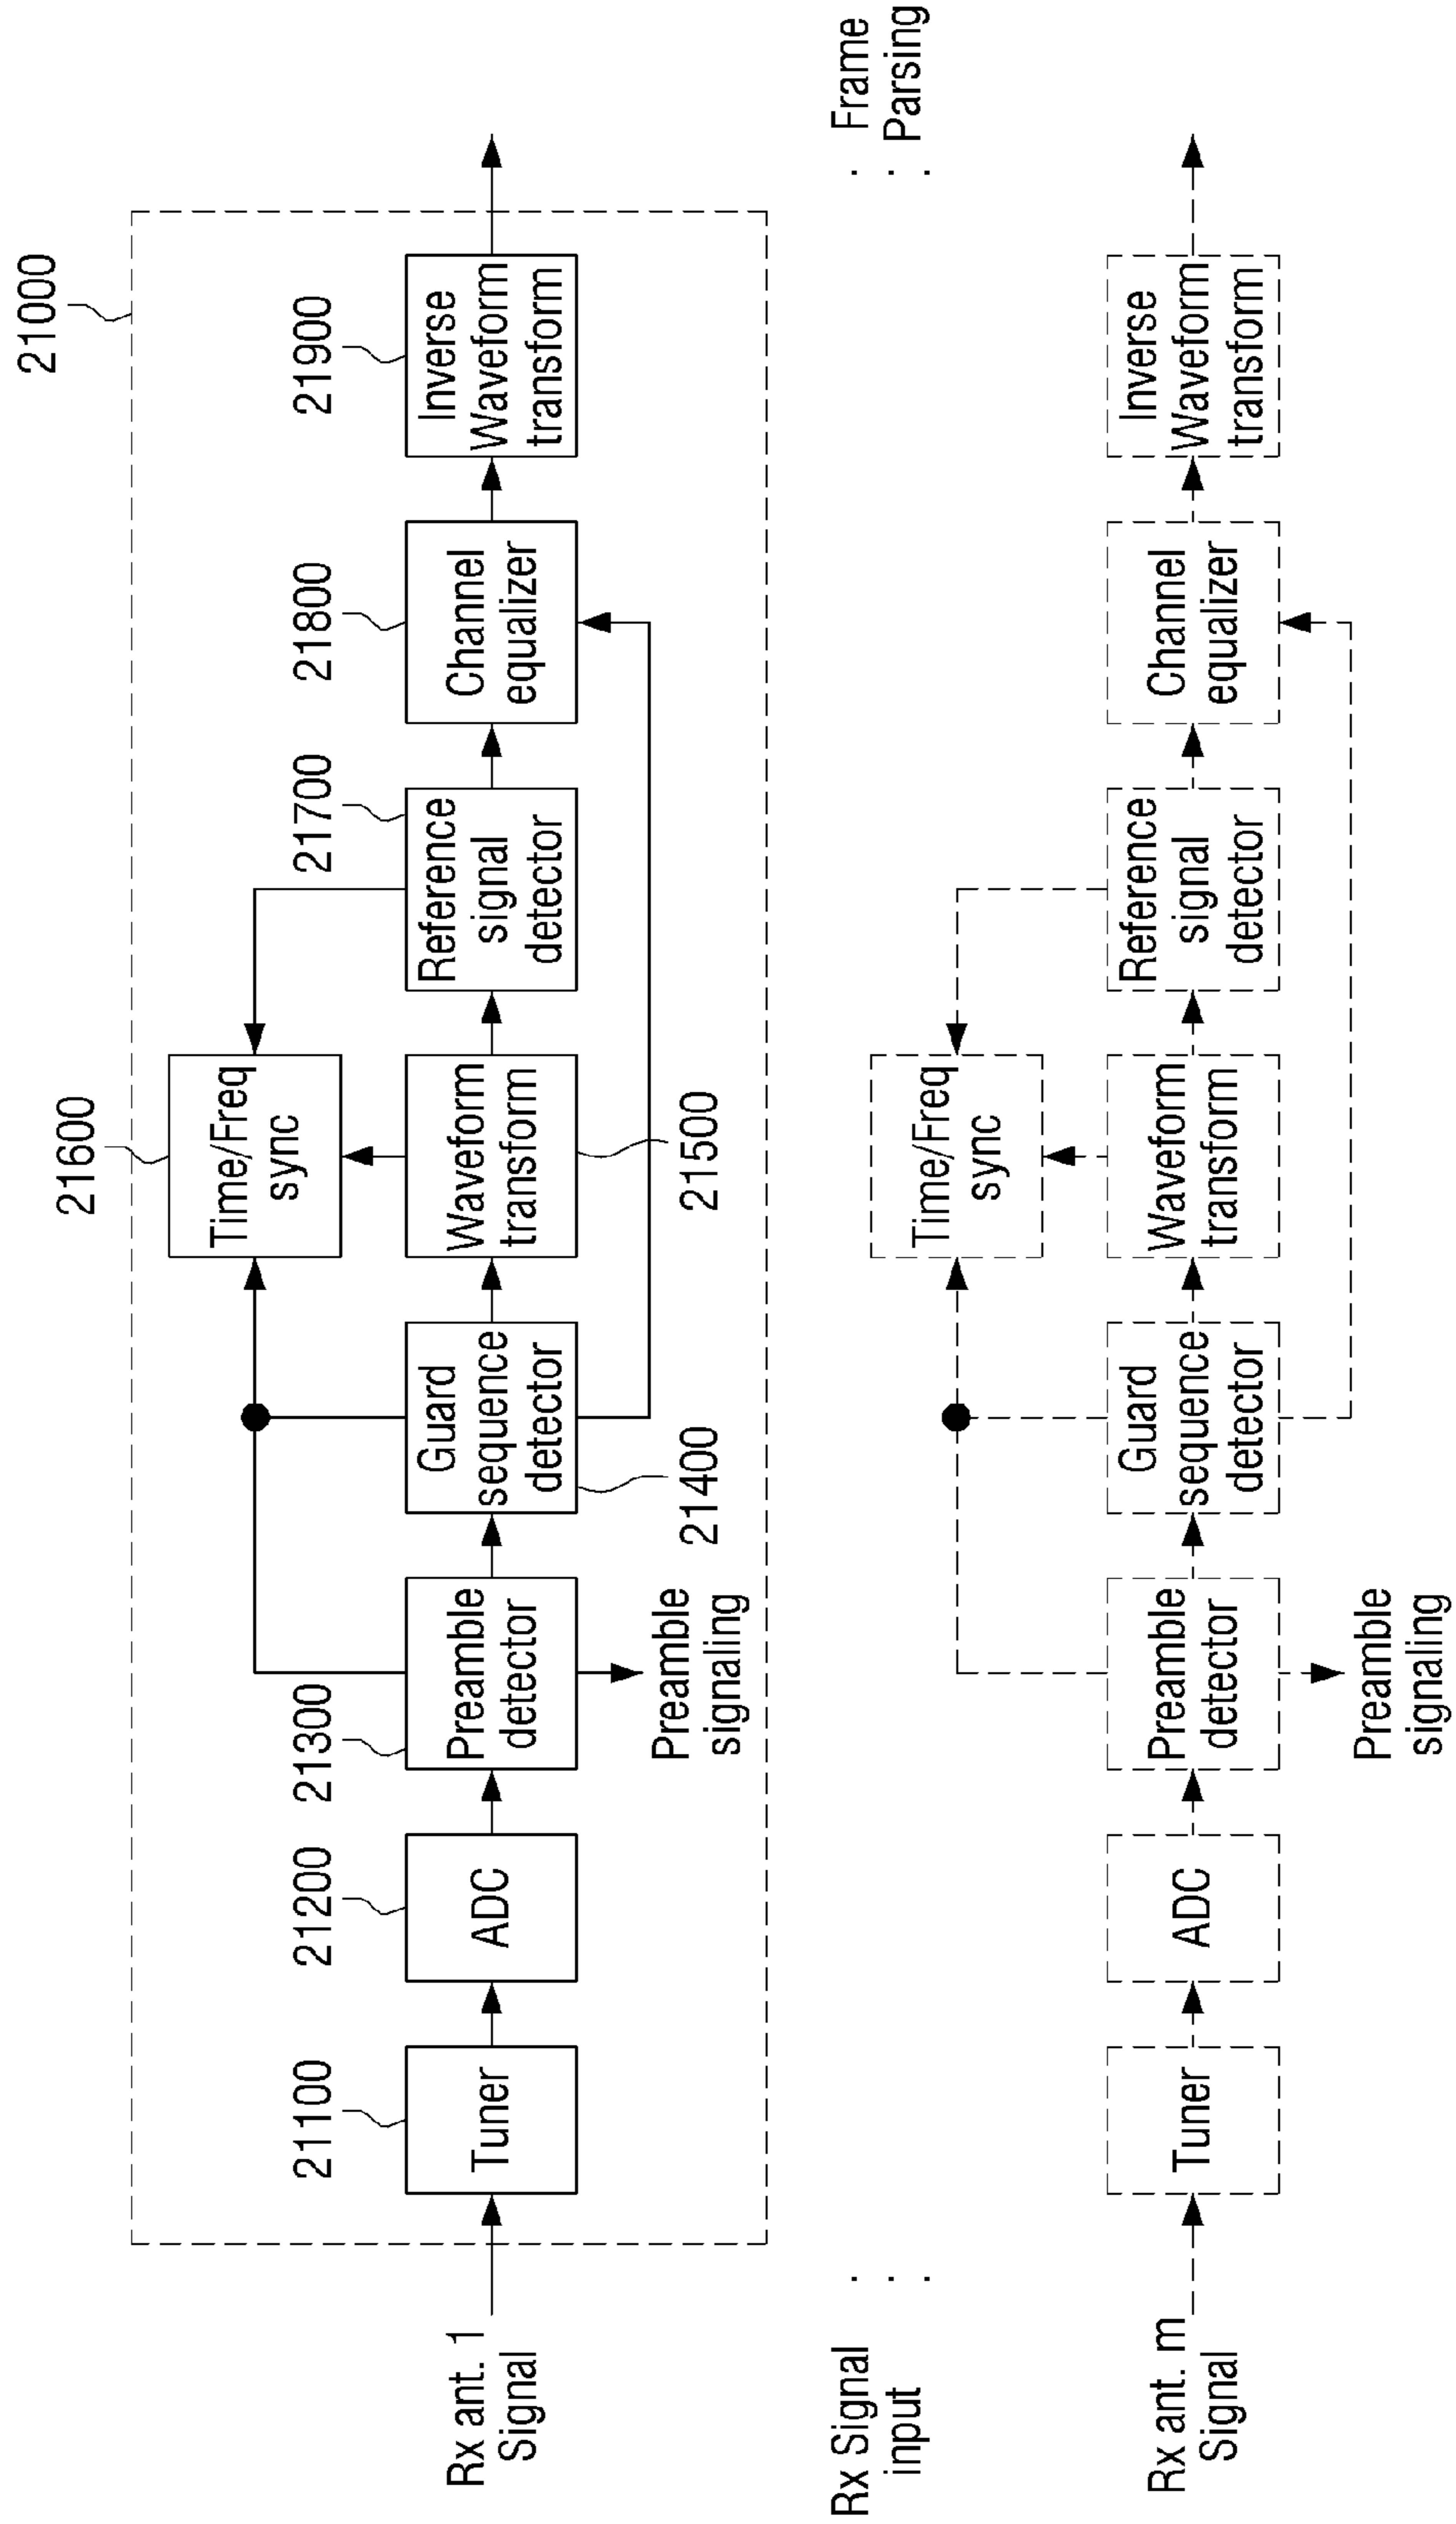 21000
21600
Time/Freq
sync
21100
Tuner
21200
ADC
21300
Preamble
detector
Guard
sequence
detector
21400
Waveform
transform
21500
21700
Reference
signal
detector
21800
Channel
equalizer
21900
Inverse
Waveform
transform
Rx ant. 1
Signal
Preamble
signaling
Rx Signal
input
. . .
. . .
Frame
Parsing
Time/Freq
sync
Rx ant. m
Signal
Tuner
ADC
Preamble
detector
Guard
sequence
detector
Waveform
transform
Reference
signal
detector
Channel
equalizer
Inverse
Waveform
transform
Preamble
signaling